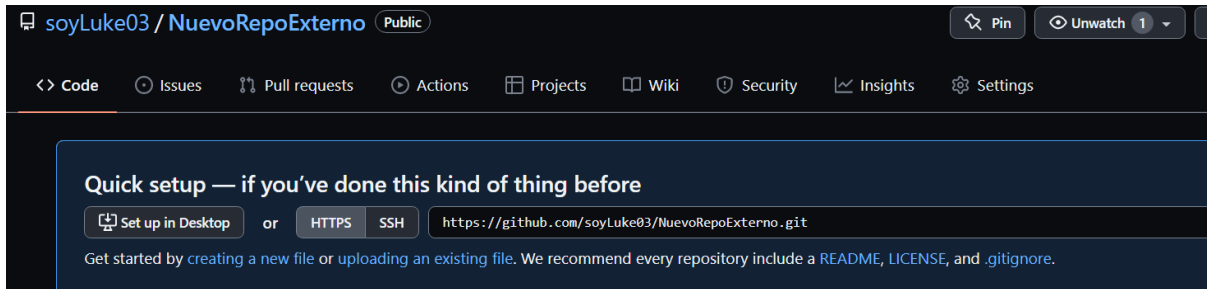 soyLuke03 / NuevoRepoExterno Public Pin Unwatch 1
<> Code Issues Pull requests Actions Projects Wiki Security Insights Settings
Quick setup — if you've done this kind of thing before
Set up in Desktop or HTTPS SSH https://github.com/soyLuke03/NuevoRepoExterno.git
Get started by creating a new file or uploading an existing file. We recommend every repository include a README, LICENSE, and .gitignore.